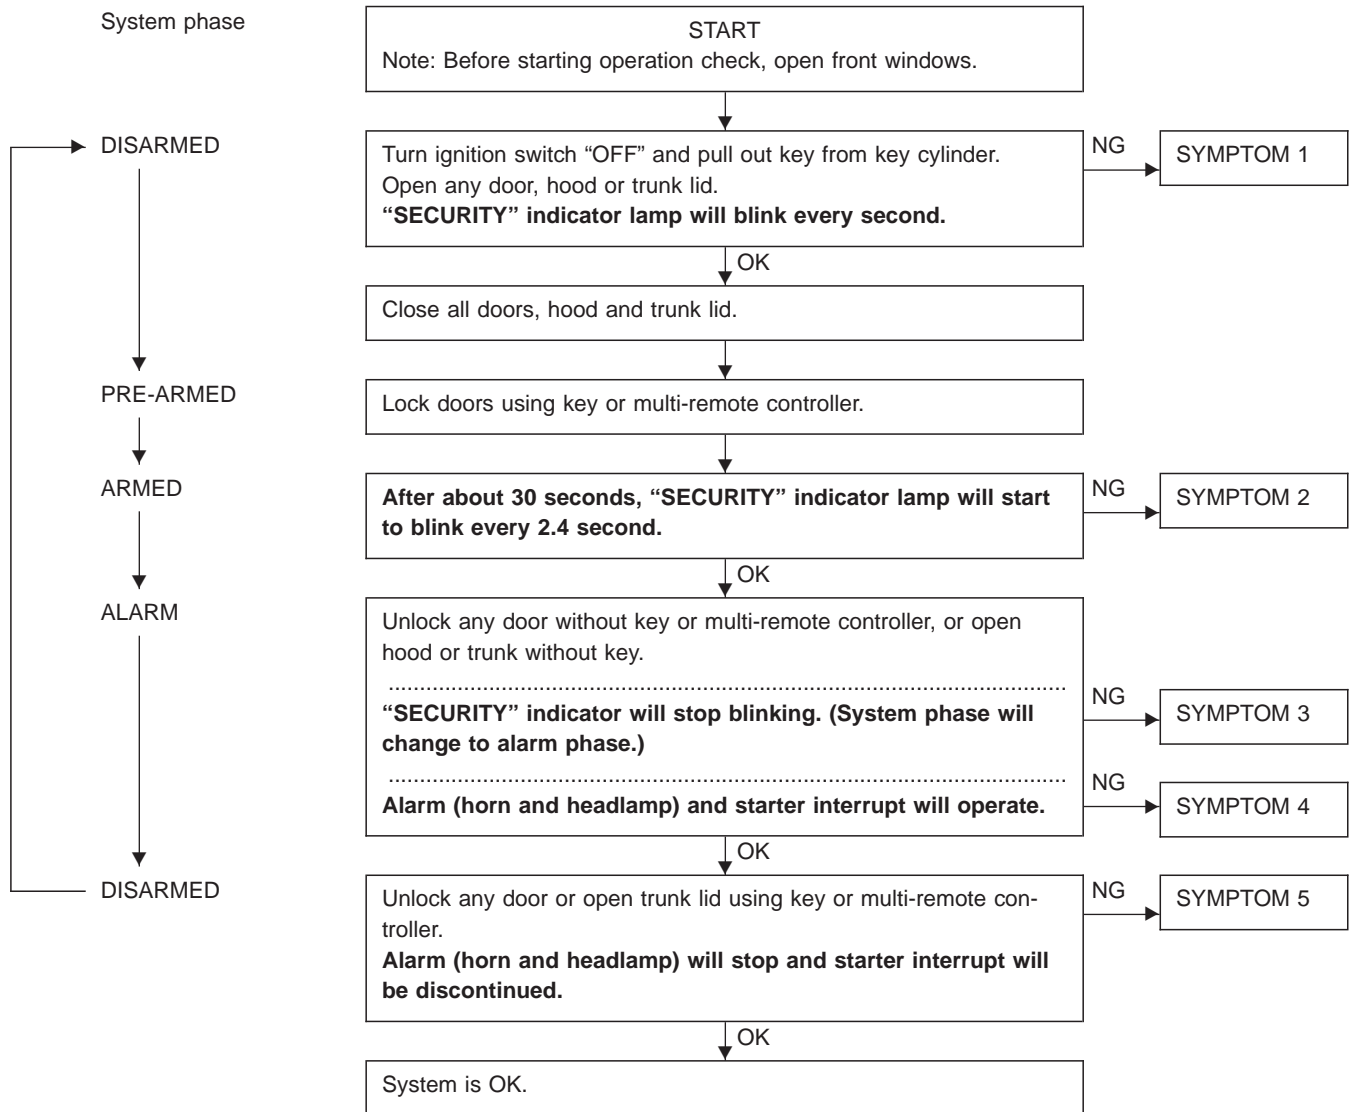 System phase
START
Note: Before starting operation check, open front windows.
DISARMED
Turn ignition switch “OFF” and pull out key from key cylinder.
Open any door, hood or trunk lid.
“SECURITY” indicator lamp will blink every second.
NG
SYMPTOM 1
OK
Close all doors, hood and trunk lid.
PRE-ARMED
Lock doors using key or multi-remote controller.
ARMED
After about 30 seconds, “SECURITY” indicator lamp will start
to blink every 2.4 second.
NG
SYMPTOM 2
OK
ALARM
Unlock any door without key or multi-remote controller, or open
hood or trunk without key.
“SECURITY” indicator will stop blinking. (System phase will
change to alarm phase.)
NG
SYMPTOM 3
Alarm (horn and headlamp) and starter interrupt will operate.
NG
SYMPTOM 4
OK
DISARMED
Unlock any door or open trunk lid using key or multi-remote con-
troller.
Alarm (horn and headlamp) will stop and starter interrupt will
be discontinued.
NG
SYMPTOM 5
OK
System is OK.